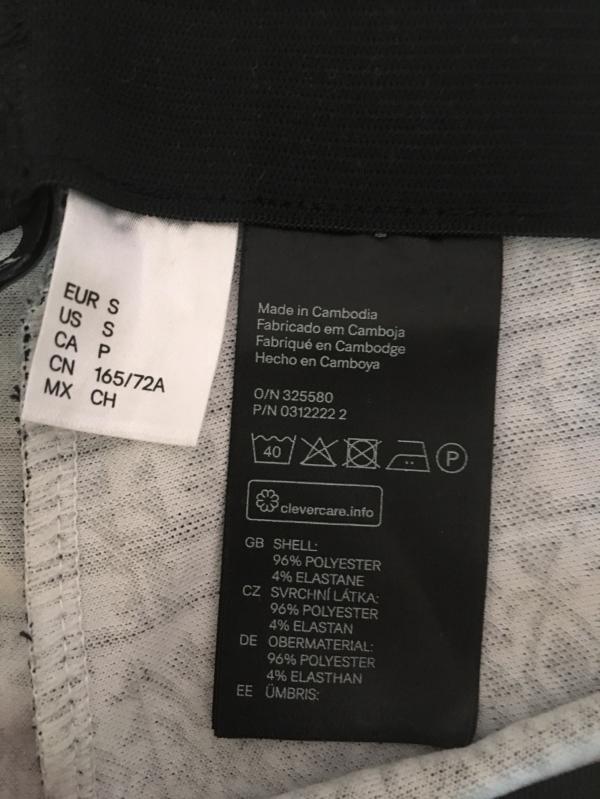 EUR S
US S
CA P
CN 165/72A
MX CH
Made in Cambodia
Fabricado em Camboja
Fabriqué en Cambodge
Hecho en Camboya
O/N 325580
P/N 0312222 2
40
P
clevercare.info
GB SHELL:
96% POLYESTER
4% ELASTANE
CZ SVRCHNÍ LÁTKA:
96% POLYESTER
4% ELASTAN
DE OBERMATERIAL:
96% POLYESTER
4% ELASTHAN
EE ÜMBRIS: